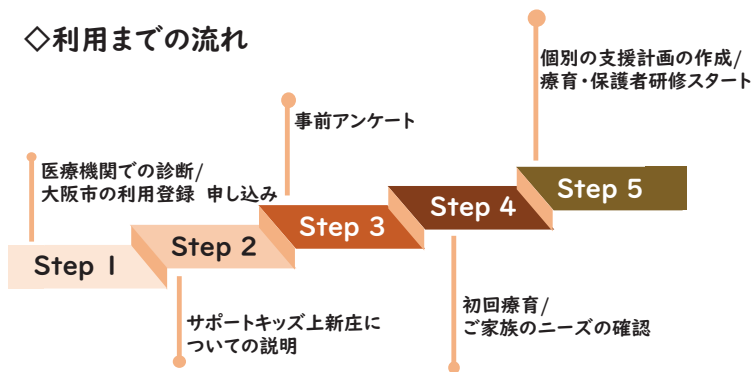 ◇利用までの流れ
Step 1
医療機関での診断/
大阪市の利用登録 申し込み
Step 2
サポートキッズ上新庄に
ついての説明
Step 3
事前アンケート
Step 4
初回療育/
ご家族のニーズの確認
Step 5
個別の支援計画の作成/
療育・保護者研修スタート